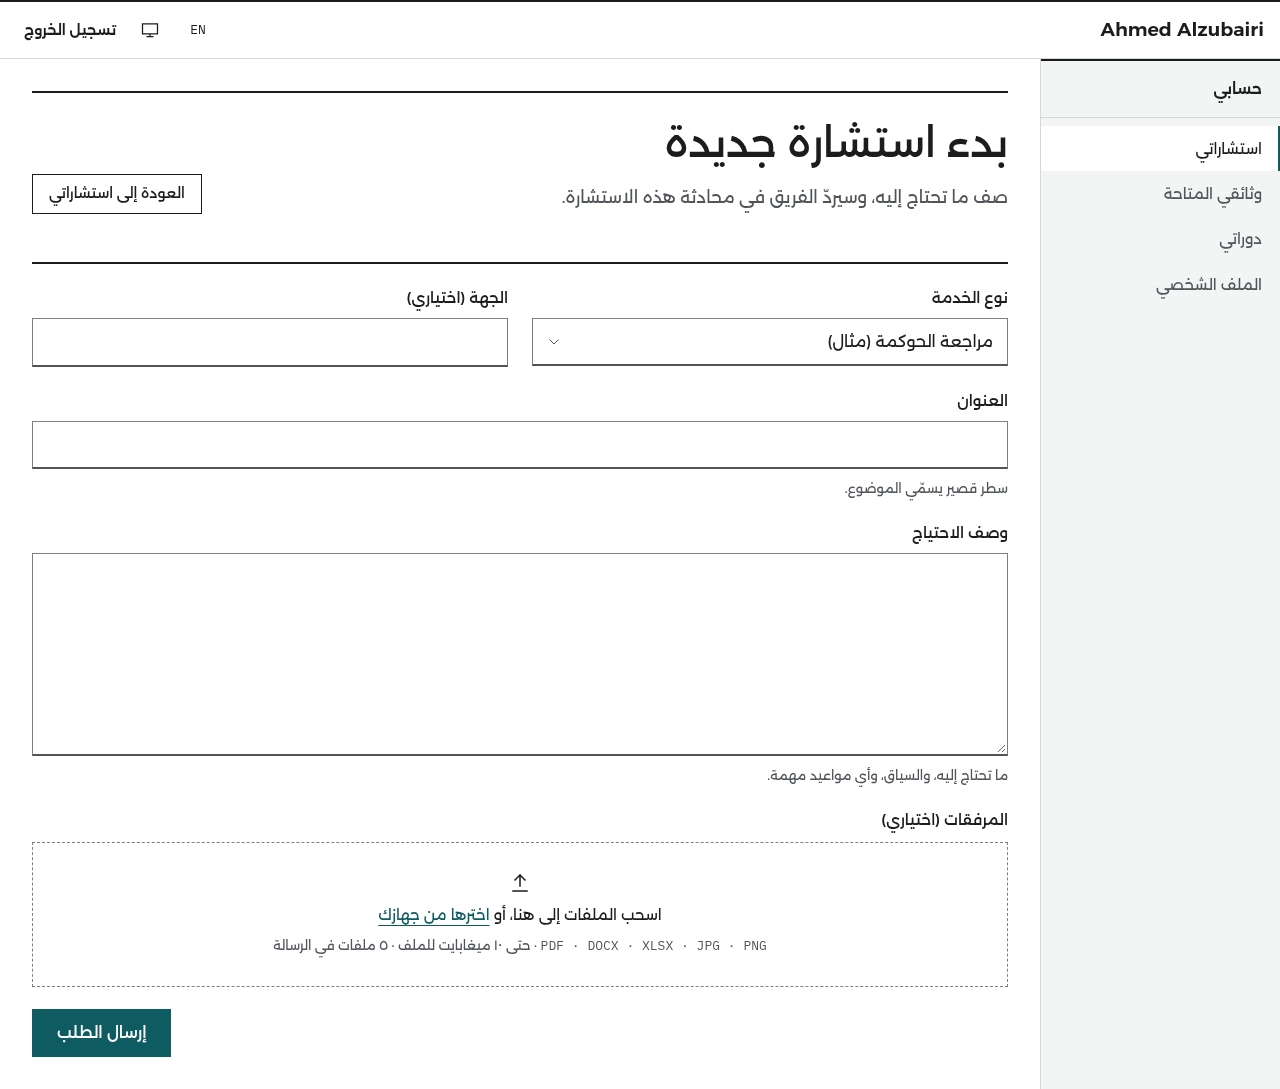 Ahmed Alzubairi
EN
تسجيل الخروج
حسابي
استشاراتي
وثائقي المتاحة
دوراتي
الملف الشخصي
بدء استشارة جديدة
صف ما تحتاج إليه، وسيردّ الفريق في محادثة هذه الاستشارة.
العودة إلى استشاراتي
نوع الخدمة
مراجعة الحوكمة (مثال)
الجهة (اختياري)
العنوان
سطر قصير يسمّي الموضوع.
وصف الاحتياج
ما تحتاج إليه، والسياق، وأي مواعيد مهمة.
المرفقات (اختياري)
اسحب الملفات إلى هنا، أو اخترها من جهازك
PDF · DOCX · XLSX · JPG · PNG · حتى ١٠ ميغابايت للملف · ٥ ملفات في الرسالة
إرسال الطلب